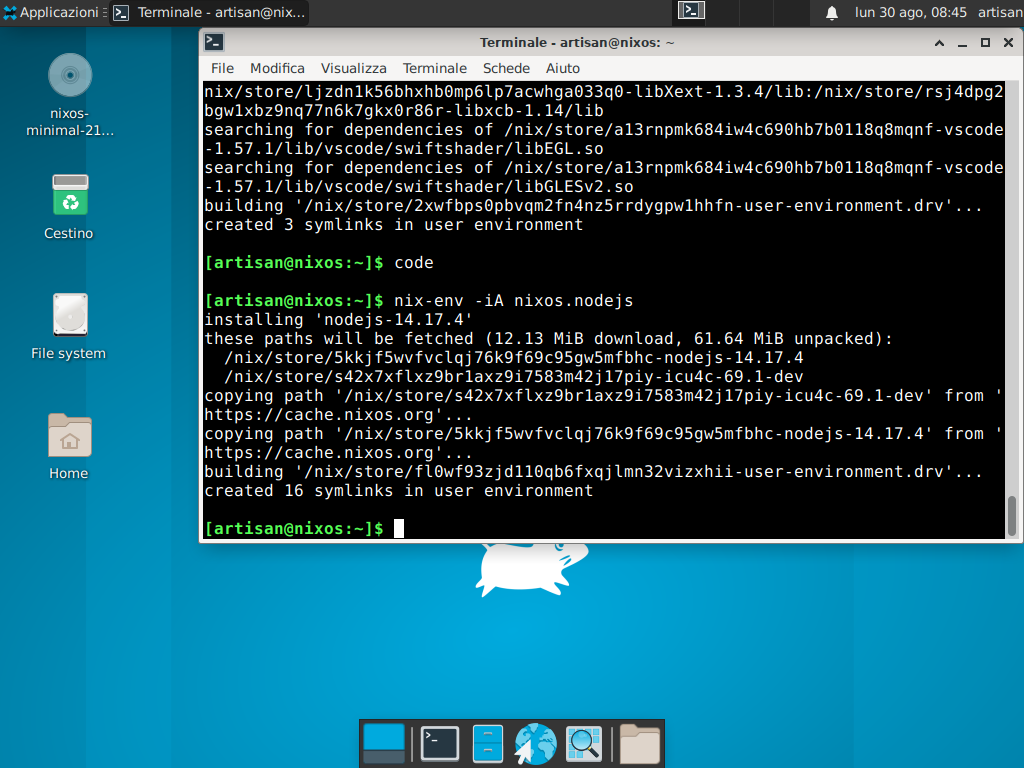 Applicazioni
Terminale - artisan@nix...
lun 30 ago, 08:45
artisan
nixos-
minimal-21...
Cestino
File system
Home
Terminale - artisan@nixos: ~
File Modifica Visualizza Terminale Schede Aiuto
nix/store/ljzdn1k56bhxhb0mp6lp7acwhga033q0-libXext-1.3.4/lib:/nix/store/rsj4dpg2
bgw1xbz9nq77n6k7gkx0r86r-libxcb-1.14/lib
searching for dependencies of /nix/store/a13rnpmk684iw4c690hb7b0118q8mqnf-vscode
-1.57.1/lib/vscode/swiftshader/libEGL.so
searching for dependencies of /nix/store/a13rnpmk684iw4c690hb7b0118q8mqnf-vscode
-1.57.1/lib/vscode/swiftshader/libGLESv2.so
building '/nix/store/2xwfbps0pbvqm2fn4nz5rrdygpw1hhfn-user-environment.drv'...
created 3 symlinks in user environment
[artisan@nixos:~]$ code
[artisan@nixos:~]$ nix-env -iA nixos.nodejs
installing 'nodejs-14.17.4'
these paths will be fetched (12.13 MiB download, 61.64 MiB unpacked):
/nix/store/5kkjf5wvfvclqj76k9f69c95gw5mfbhc-nodejs-14.17.4
/nix/store/s42x7xflxz9br1axz9i7583m42j17piy-icu4c-69.1-dev
copying path '/nix/store/s42x7xflxz9br1axz9i7583m42j17piy-icu4c-69.1-dev' from '
https://cache.nixos.org'...
copying path '/nix/store/5kkjf5wvfvclqj76k9f69c95gw5mfbhc-nodejs-14.17.4' from '
https://cache.nixos.org'...
building '/nix/store/fl0wf93zjd110qb6fxqjlmn32vizxhii-user-environment.drv'...
created 16 symlinks in user environment
[artisan@nixos:~]$